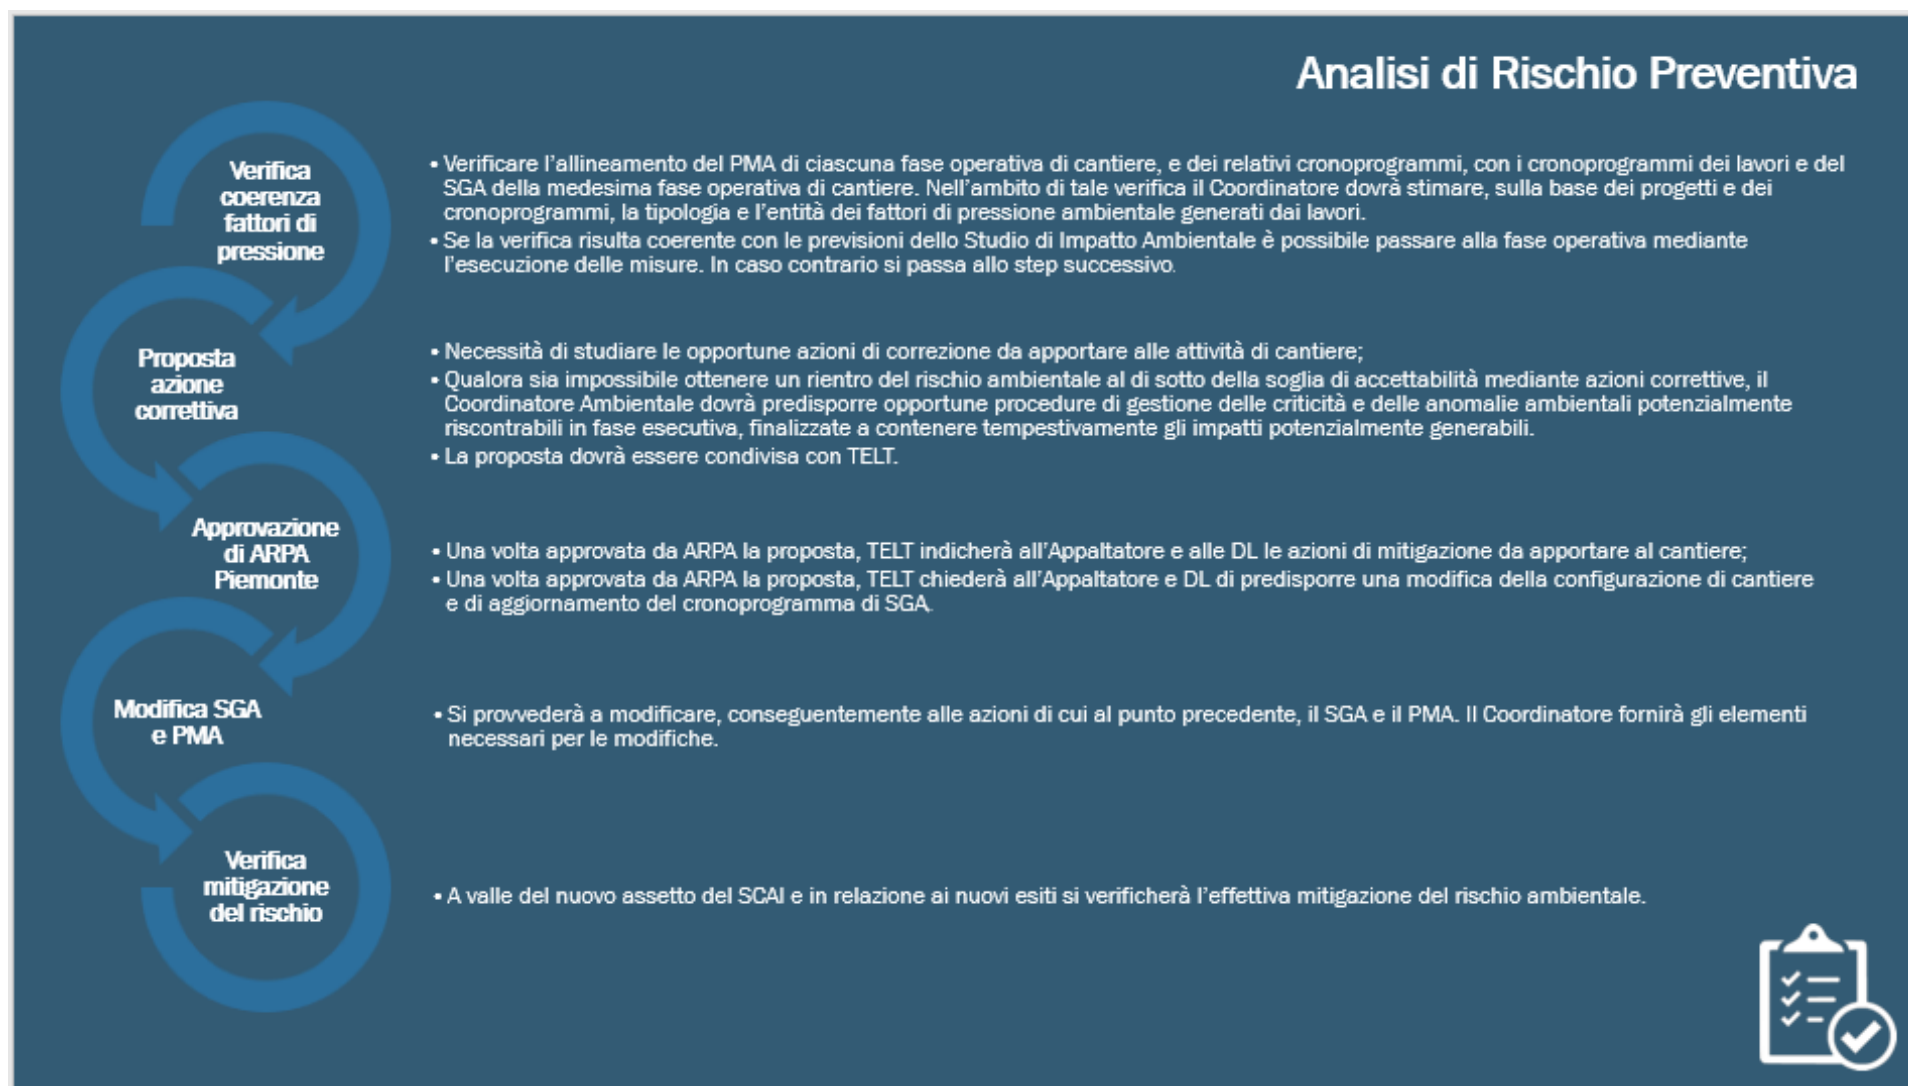 Analisi di Rischio Preventiva
Verifica
coerenza
fattori di
pressione
• Verificare l'allineamento del PMA di ciascuna fase operativa di cantiere, e dei relativi cronoprogrammi, con i cronoprogrammi dei lavori e del
SGA della medesima fase operativa di cantiere. Nell'ambito di tale verifica il Coordinatore dovrà stimare, sulla base dei progetti e dei
cronoprogrammi, la tipologia e l'entità dei fattori di pressione ambientale generati dai lavori.
• Se la verifica risulta coerente con le previsioni dello Studio di Impatto Ambientale è possibile passare alla fase operativa mediante
l'esecuzione delle misure. In caso contrario si passa allo step successivo.
Proposta
azione
correttiva
• Necessità di studiare le opportune azioni di correzione da apportare alle attività di cantiere;
• Qualora sia impossibile ottenere un rientro del rischio ambientale al di sotto della soglia di accettabilità mediante azioni correttive, il
Coordinatore Ambientale dovrà predisporre opportune procedure di gestione delle criticità e delle anomalie ambientali potenzialmente
riscontrabili in fase esecutiva, finalizzate a contenere tempestivamente gli impatti potenzialmente generabili.
• La proposta dovrà essere condivisa con TELT.
Approvazione
di ARPA
Piemonte
• Una volta approvata da ARPA la proposta, TELT indicherà all'Appaltatore e alle DL le azioni di mitigazione da apportare al cantiere;
• Una volta approvata da ARPA la proposta, TELT chiederà all'Appaltatore e DL di predisporre una modifica della configurazione di cantiere
e di aggiornamento del cronoprogramma di SGA.
Modifica SGA
e PMA
• Si provvederà a modificare, conseguentemente alle azioni di cui al punto precedente, il SGA e il PMA. Il Coordinatore fornirà gli elementi
necessari per le modifiche.
Verifica
mitigazione
del rischio
• A valle del nuovo assetto del SCAI e in relazione ai nuovi esiti si verificherà l'effettiva mitigazione del rischio ambientale.